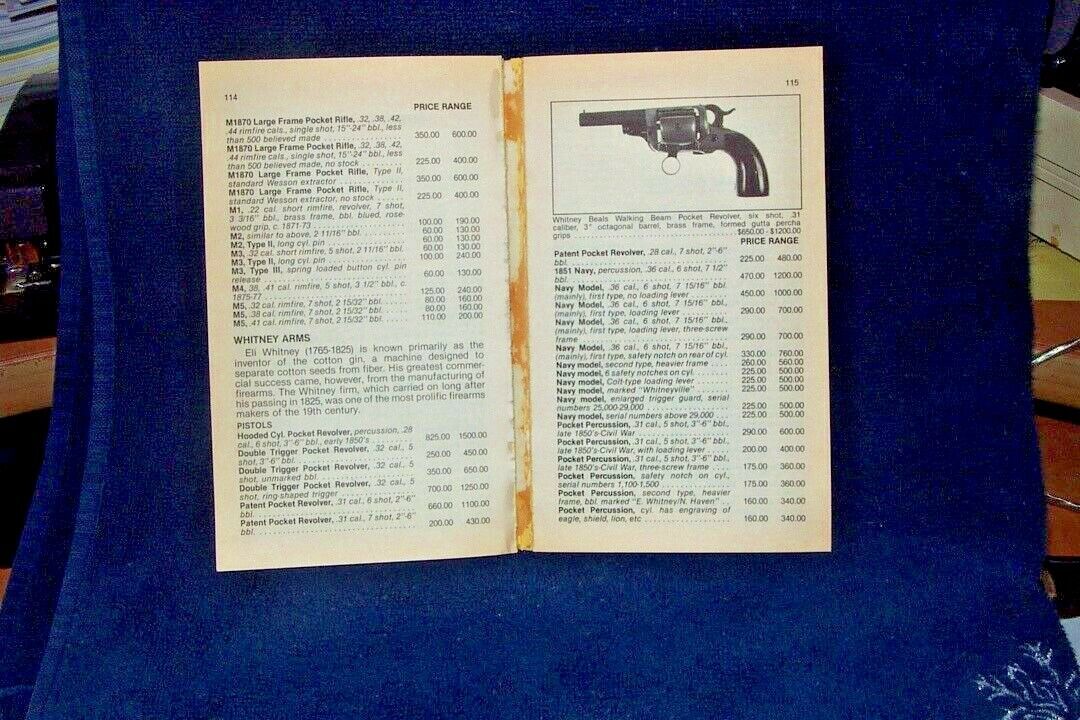 114
PRICE RANGE
M1870 Large Frame Pocket Rifle, .32, .38, .42,
.44 rimfire cals., single shot, 15"-24" bbl., less
than 500 believed made ........... 350.00 600.00
M1870 Large Frame Pocket Rifle, .32, .38, .42,
.44 rimfire cals., single shot, 15"-24" bbl., less
than 500 believed made, no stock ......... 225.00 400.00
M1870 Large Frame Pocket Rifle, Type II,
standard Wesson extractor ............. 350.00 600.00
M1870 Large Frame Pocket Rifle, Type II,
standard Wesson extractor, no stock ...... 225.00 400.00
M1, .22 cal. short rimfire, revolver, 7 shot,
3 3/16" bbl., brass frame, bbl. blued, rose-
wood grip, c. 1871-73 ............. 100.00 190.00
M2, similar to above, 2 11/16" bbl. ....... 60.00 130.00
M2, Type II, long cyl. pin ............. 60.00 130.00
M3, .32 cal. short rimfire, 5 shot, 2 11/16" bbl. 60.00 130.00
M3, Type II, long cyl. pin ............. 100.00 240.00
M3, Type III, spring loaded button cyl. pin
release ............. 60.00 130.00
M4, .38, .41 cal. rimfire, 5 shot, 3 1/2" bbl., c.
1875-77 ............. 125.00 240.00
M5, .32 cal. rimfire, 7 shot, 2 15/32" bbl. ..... 80.00 160.00
M5, .38 cal. rimfire, 7 shot, 2 15/32" bbl. ..... 80.00 160.00
M5, .41 cal. rimfire, 7 shot, 2 15/32" bbl. ..... 110.00 200.00
WHITNEY ARMS
Eli Whitney (1765-1825) is known primarily as the
inventor of the cotton gin, a machine designed to
separate cotton seeds from fiber. His greatest commer-
cial success came, however, from the manufacturing of
firearms. The Whitney firm, which carried on long after
his passing in 1825, was one of the most prolific firearms
makers of the 19th century.
PISTOLS
Hooded Cyl. Pocket Revolver, percussion, .28
cal., 6 shot, 3"-6" bbl., early 1850's ....... 825.00 1500.00
Double Trigger Pocket Revolver, .32 cal., 5
shot, 3"-6" bbl. ............. 250.00 450.00
Double Trigger Pocket Revolver, .32 cal., 5
shot, unmarked bbl. ............. 350.00 650.00
Double Trigger Pocket Revolver, .32 cal., 5
shot, ring-shaped trigger ............. 700.00 1250.00
Patent Pocket Revolver, .31 cal., 6 shot, 2"-6"
bbl. ............. 660.00 1100.00
Patent Pocket Revolver, .31 cal., 7 shot, 2"-6"
bbl. ............. 200.00 430.00
115
Whitney Beals Walking Beam Pocket Revolver, six shot, .31
caliber, 3" octagonal barrel, brass frame, formed gutta percha
grips ............. $650.00 - $1200.00
PRICE RANGE
Patent Pocket Revolver, .28 cal., 7 shot, 2"-6"
bbl. ............. 225.00 480.00
1851 Navy, percussion, .36 cal., 6 shot, 7 1/2"
bbl. ............. 470.00 1200.00
Navy Model, .36 cal., 6 shot, 7 15/16" bbl.
(mainly), first type, no loading lever ....... 450.00 1000.00
Navy Model, .36 cal., 6 shot, 7 15/16" bbl.,
(mainly), first type, loading lever ......... 290.00 700.00
Navy Model, .36 cal., 6 shot, 7 15/16" bbl.,
(mainly), first type, loading lever, three-screw
frame ............. 290.00 700.00
Navy Model, .36 cal., 6 shot, 7 15/16" bbl.,
(mainly), first type, safety notch on rear of cyl. 330.00 760.00
Navy model, second type, heavier frame .... 260.00 560.00
Navy model, 6 safety notches on cyl. ....... 225.00 500.00
Navy model, Colt-type loading lever ....... 225.00 500.00
Navy model, marked "Whitneyville" ....... 225.00 500.00
Navy model, enlarged trigger guard, serial
numbers 25,000-29,000 ............. 225.00 500.00
Navy model, serial numbers above 29,000 .... 225.00 500.00
Pocket Percussion, .31 cal., 5 shot, 3"-6" bbl.,
late 1850's-Civil War ............. 290.00 600.00
Pocket Percussion, .31 cal., 5 shot, 3"-6" bbl.,
late 1850's-Civil War, with loading lever ..... 200.00 400.00
Pocket Percussion, .31 cal., 5 shot, 3"-6" bbl.,
late 1850's-Civil War, three-screw frame .... 175.00 360.00
Pocket Percussion, safety notch on cyl.,
serial numbers 1,100-1,500 ............. 175.00 360.00
Pocket Percussion, second type, heavier
frame, bbl. marked "E. Whitney/N. Haven" ... 160.00 340.00
Pocket Percussion, cyl. has engraving of
eagle, shield, lion, etc ............. 160.00 340.00